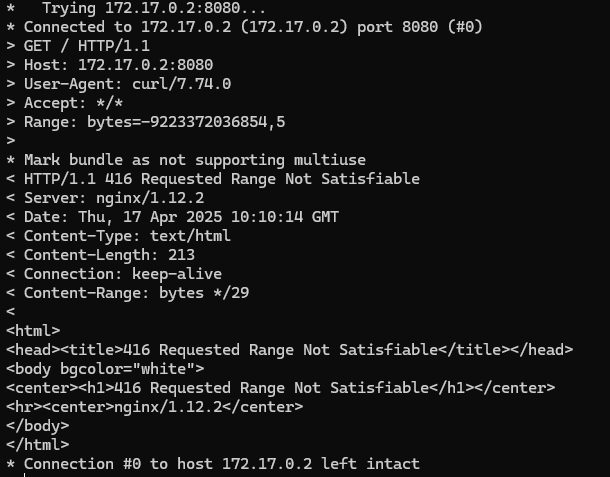 *   Trying 172.17.0.2:8080...
* Connected to 172.17.0.2 (172.17.0.2) port 8080 (#0)
> GET / HTTP/1.1
> Host: 172.17.0.2:8080
> User-Agent: curl/7.74.0
> Accept: */*
> Range: bytes=-9223372036854,5
>
* Mark bundle as not supporting multiuse
< HTTP/1.1 416 Requested Range Not Satisfiable
< Server: nginx/1.12.2
< Date: Thu, 17 Apr 2025 10:10:14 GMT
< Content-Type: text/html
< Content-Length: 213
< Connection: keep-alive
< Content-Range: bytes */29
<
<html>
<head><title>416 Requested Range Not Satisfiable</title></head>
<body bgcolor="white">
<center><h1>416 Requested Range Not Satisfiable</h1></center>
<hr><center>nginx/1.12.2</center>
</body>
</html>
* Connection #0 to host 172.17.0.2 left intact